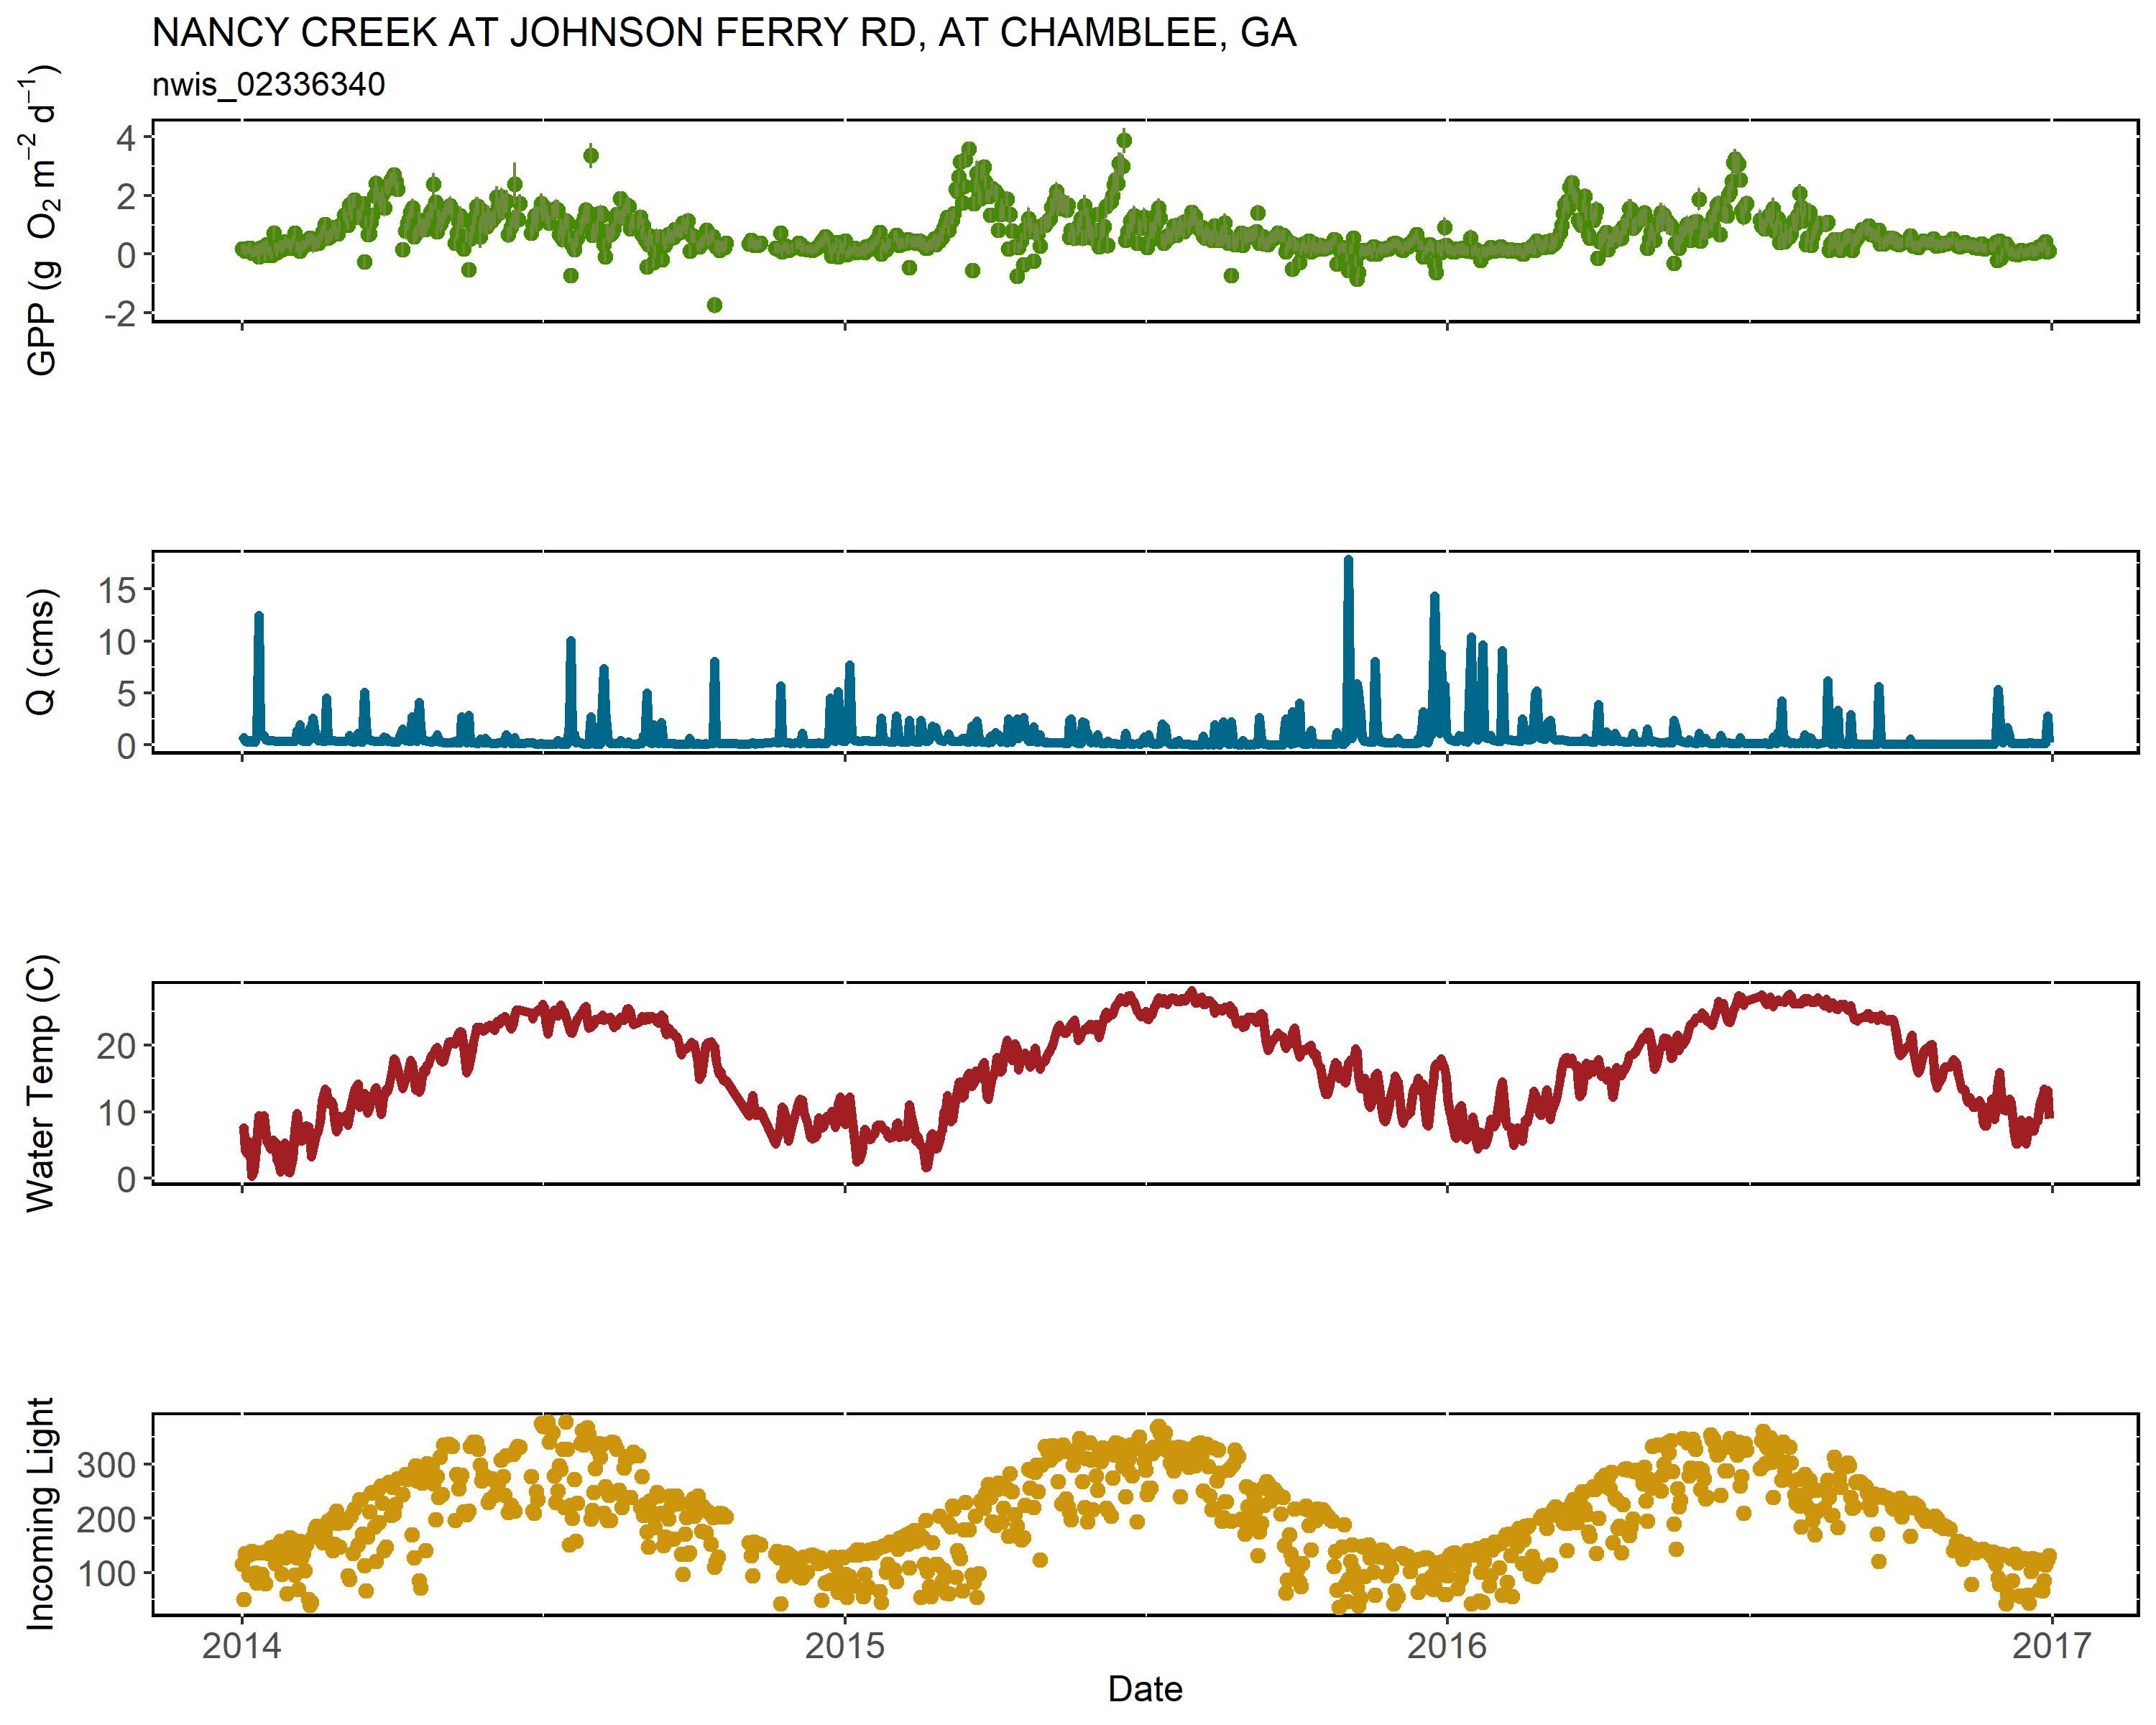 NANCY CREEK AT JOHNSON FERRY RD, AT CHAMBLEE, GA
nwis_02336340
GPP (g O₂ m⁻² d⁻¹)
4
2
0
-2
Q (cms)
15
10
5
0
Water Temp (C)
20
10
0
Incoming Light
300
200
100
2014 2015 2016 2017
Date